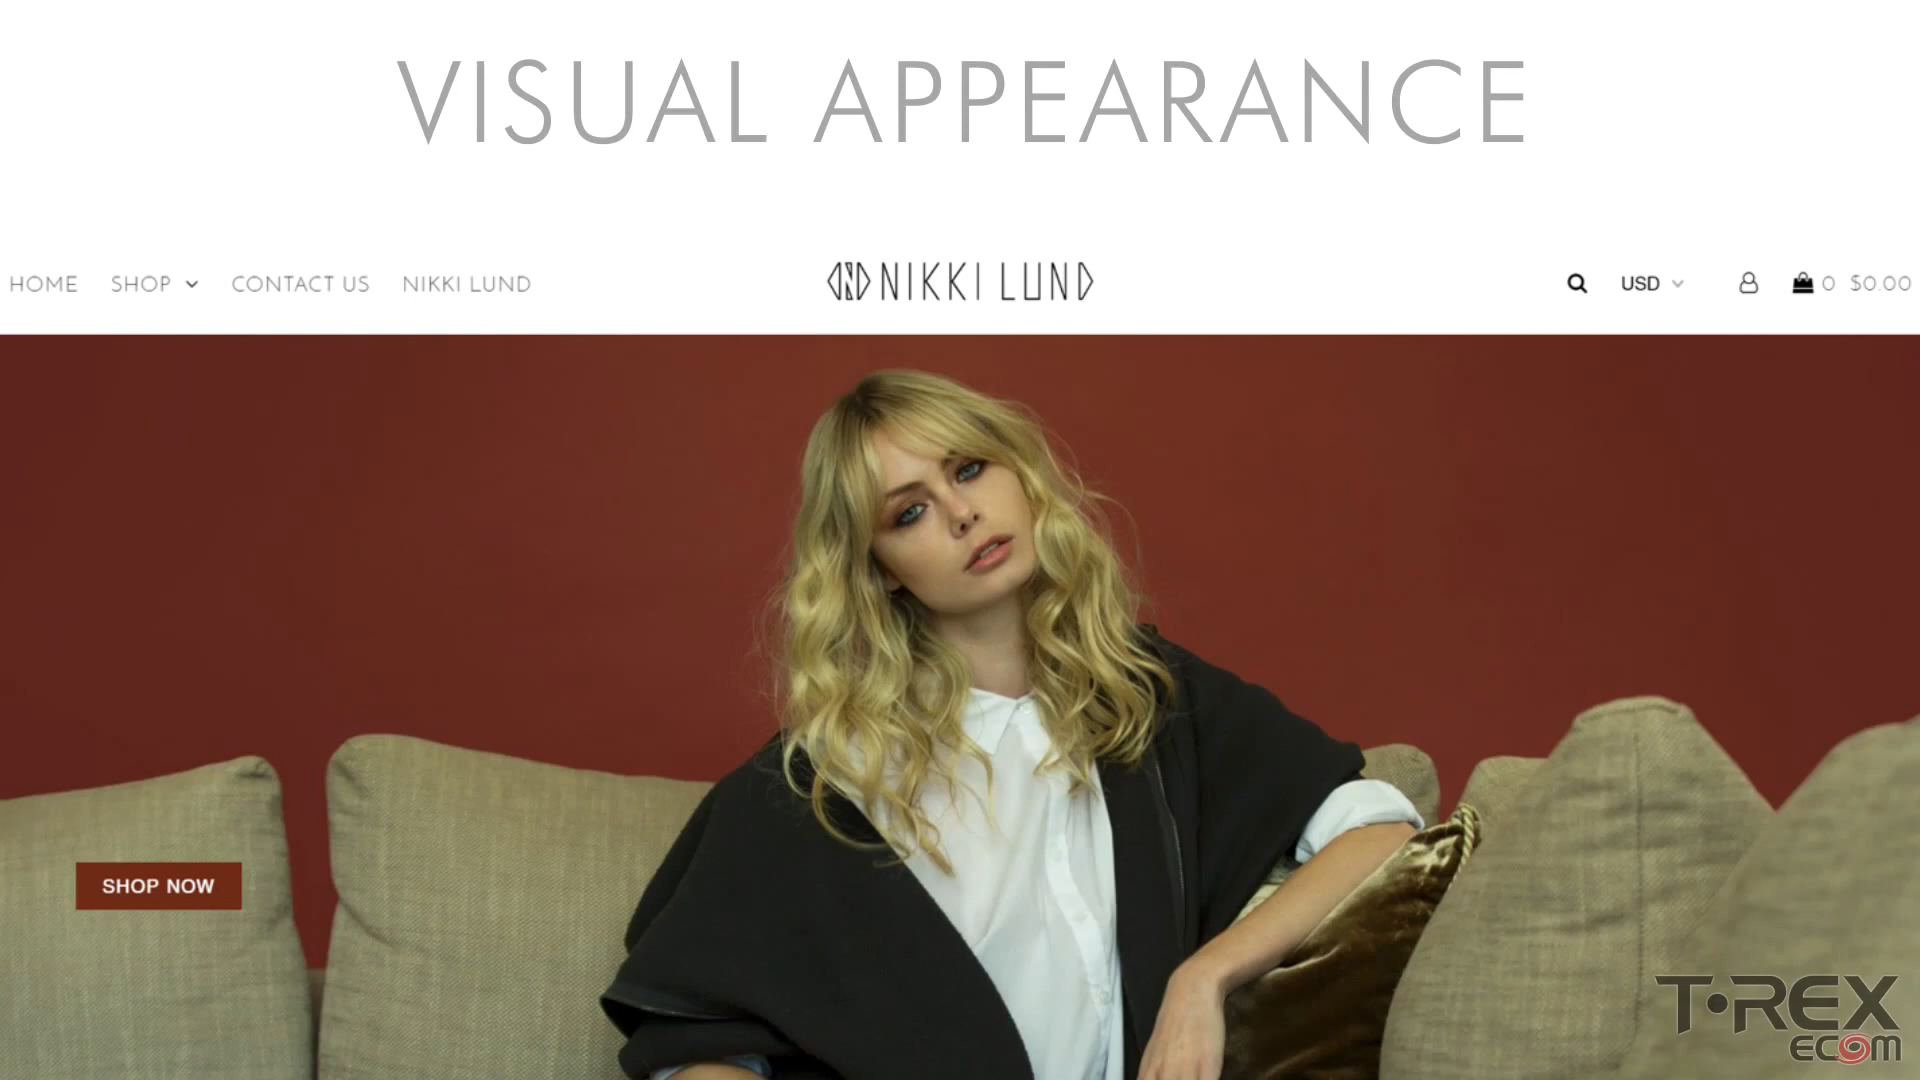 VISUAL APPEARANCE
HOME SHOP CONTACT US NIKKI LUND
NIKKI LUND
USD 0 $0.00
SHOP NOW
T-REX
ECOM